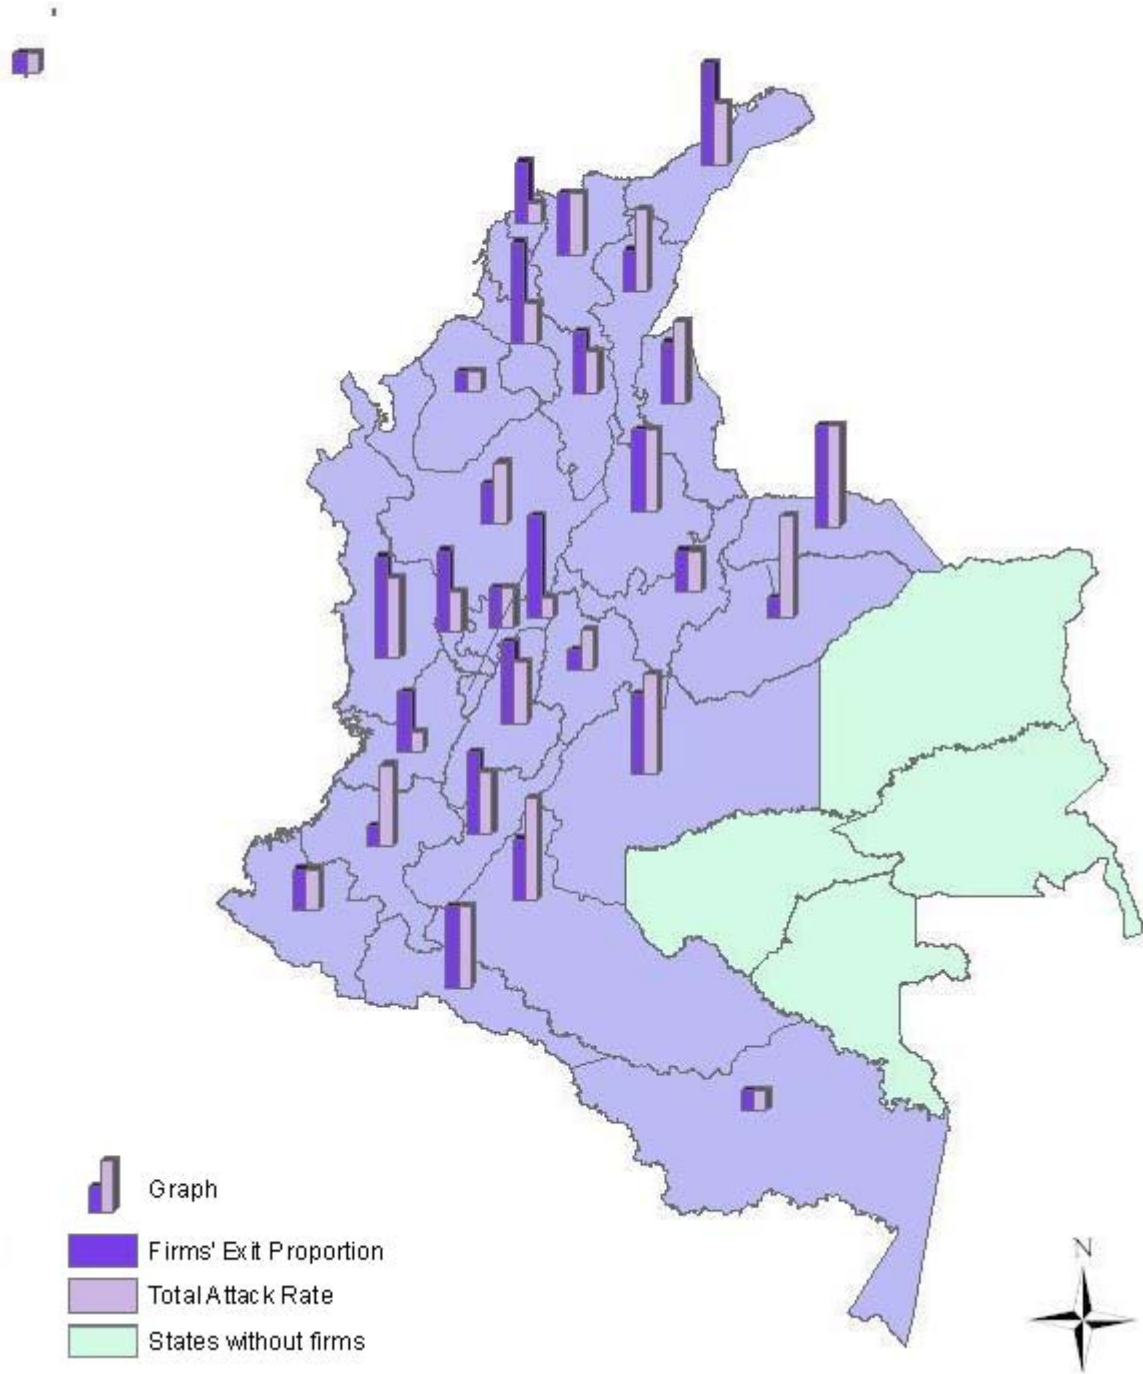 Graph
Firms' Exit Proportion
Total Attack Rate
States without firms
N